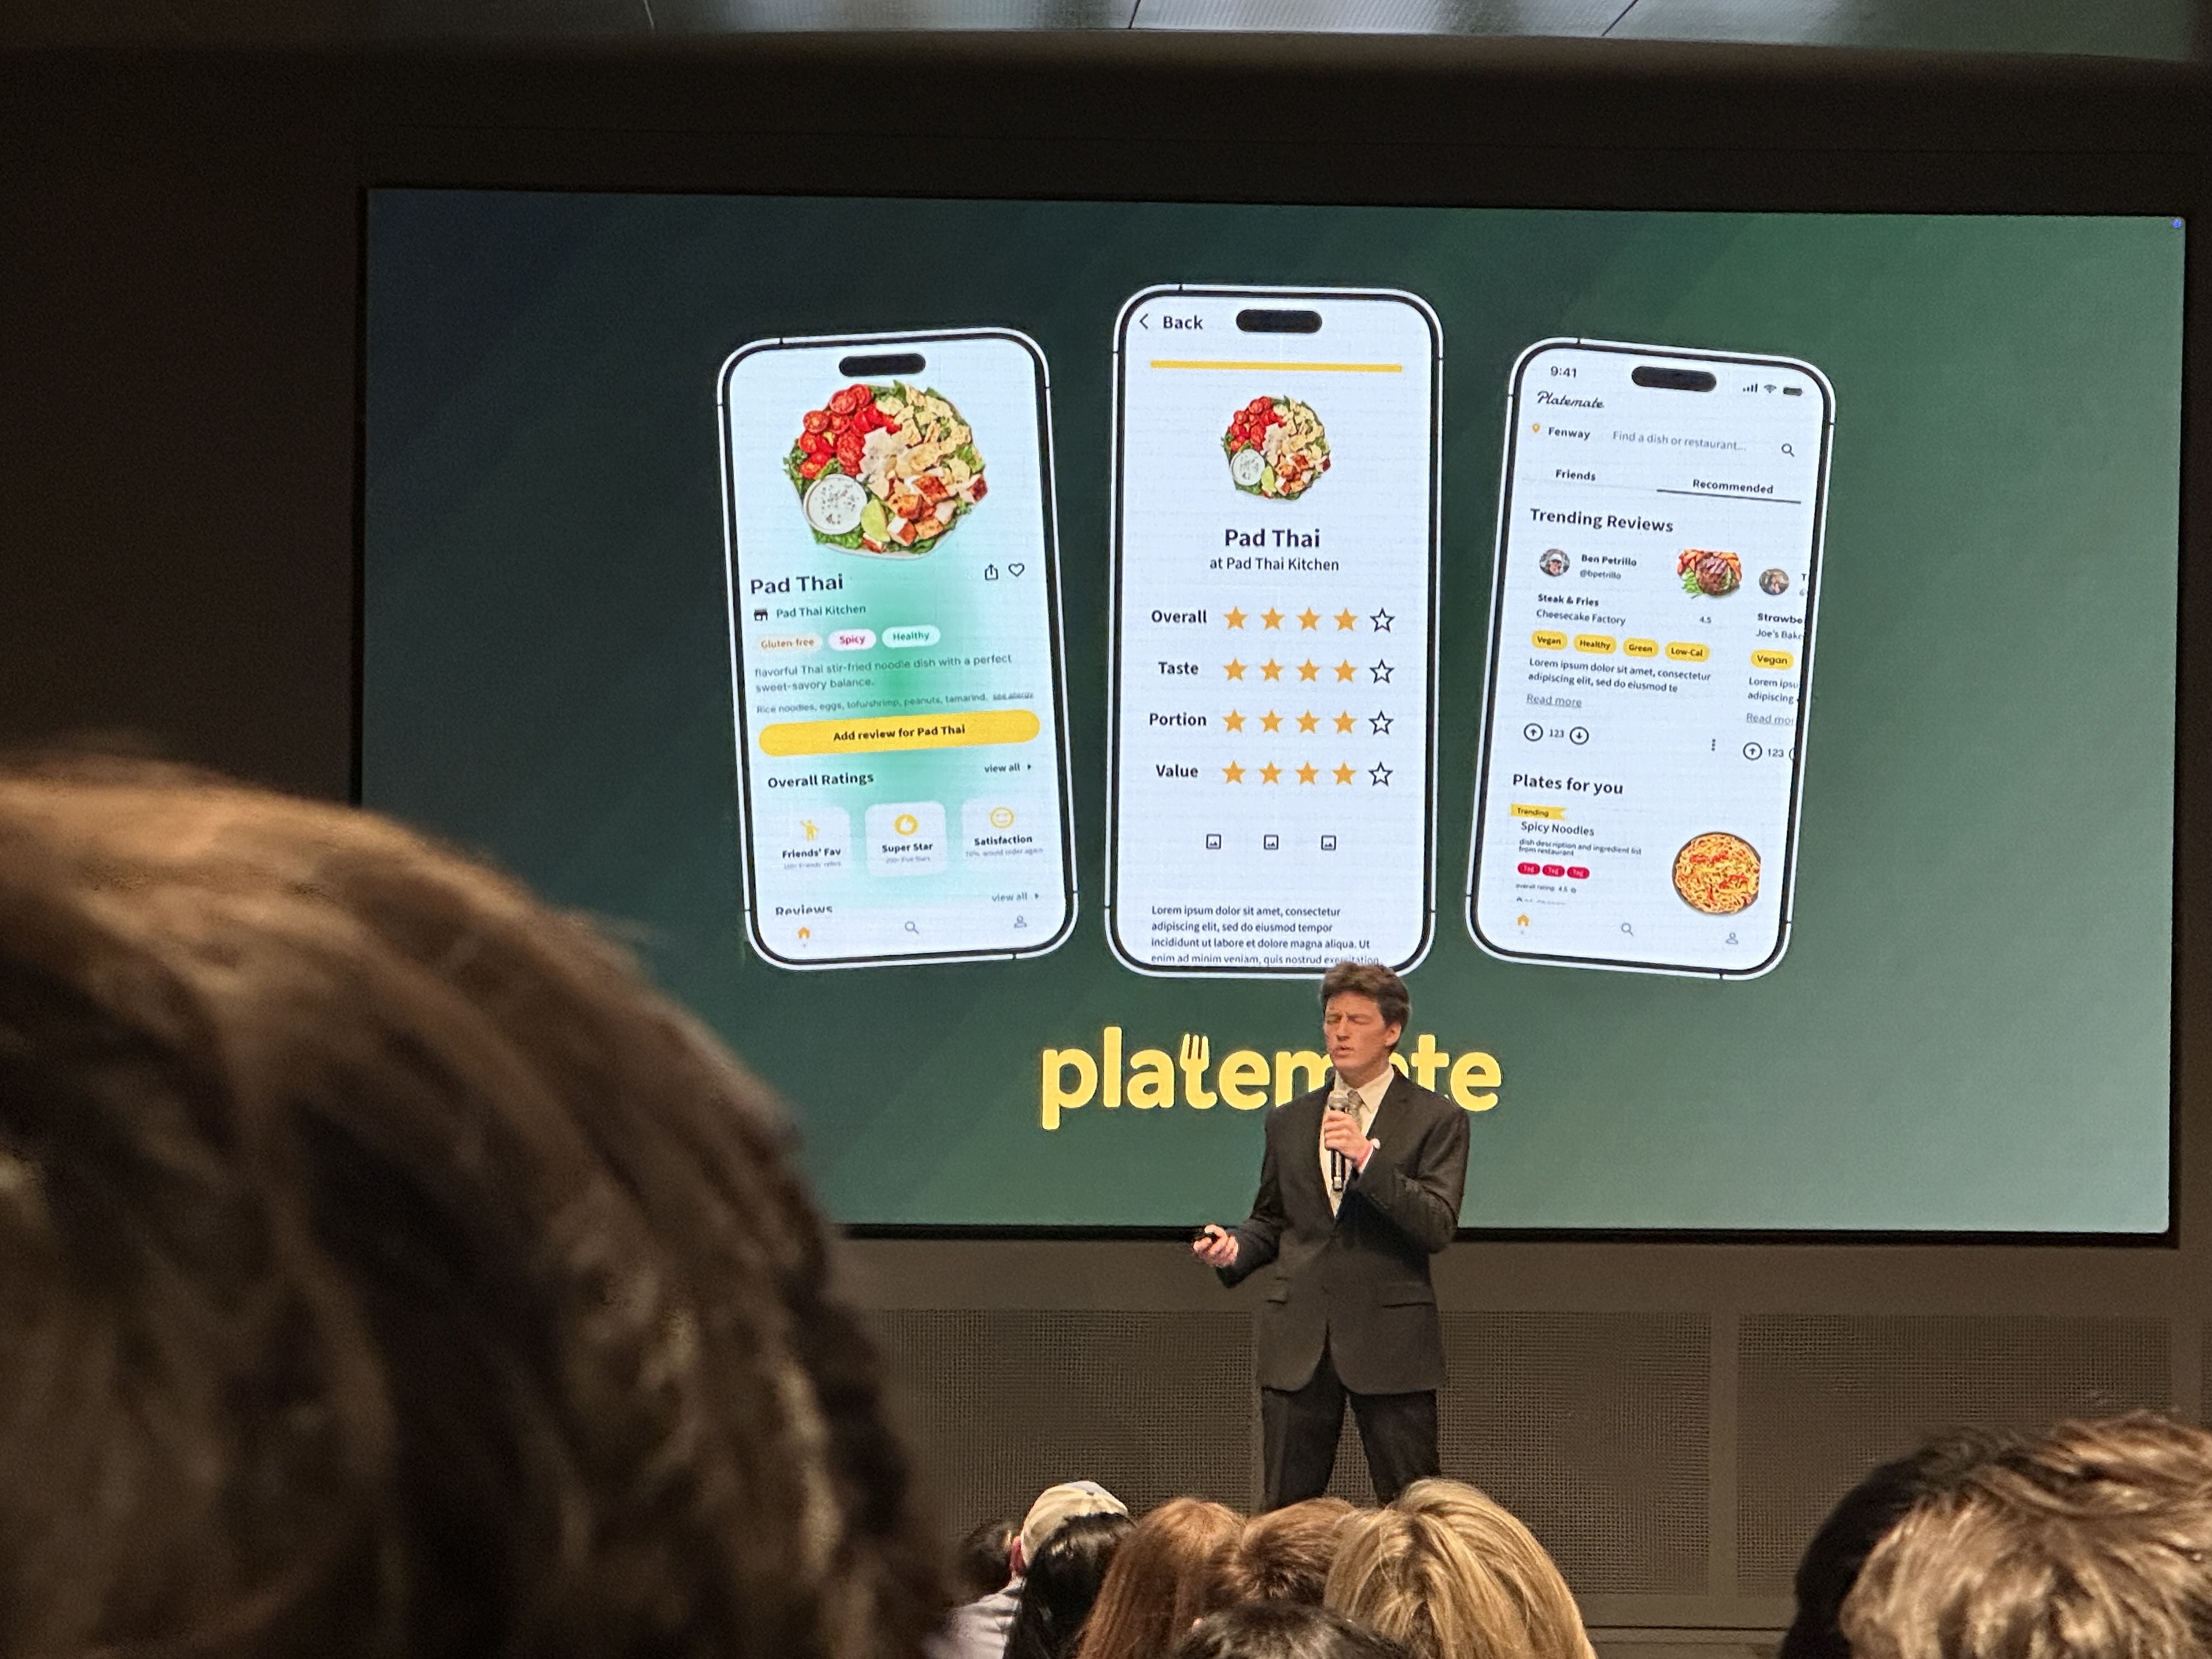 Pad Thai
Pad Thai Kitchen
Gluten-free
Spicy
Healthy
flavorful Thai stir-fried noodle dish with a perfect
sweet-savory balance.
Rice noodles, eggs, tofu/shrimp, peanuts, tamarind,
Add review for Pad Thai
Overall Ratings
view all
Friends' Fav
Super Star
Satisfaction
70% would order again
view all
Reviews
Back
Pad Thai
at Pad Thai Kitchen
Overall
Taste
Portion
Value
Lorem ipsum dolor sit amet, consectetur
adipiscing elit, sed do eiusmod tempor
incididunt ut labore et dolore magna aliqua. Ut
enim ad minim veniam, quis nostrud exercitation
9:41
Platemate
Fenway
Find a dish or restaurant...
Friends
Recommended
Trending Reviews
Ben Petrillo
@bpetrillo
Steak & Fries
Cheesecake Factory
4.5
Vegan
Healthy
Green
Low-Cal
Lorem ipsum dolor sit amet, consectetur
adipiscing elit, sed do eiusmod te
Read more
123
T
Strawbe
Joe's Bak
Vegan
Lorem ipsu
adipiscing
Read mor
123
Plates for you
Trending
Spicy Noodles
dish description and ingredient list
from restaurant
Tag Tag Tag
overall rating 4.5
platemate